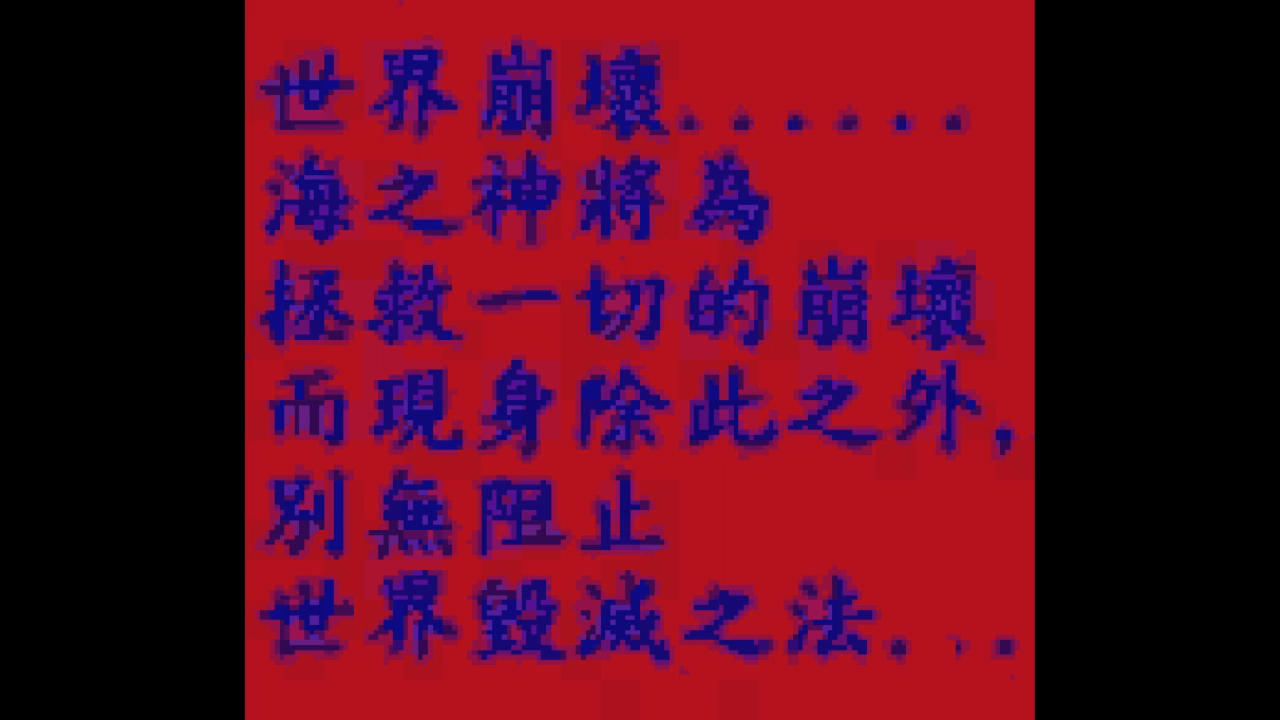 世界崩壞......
海之神將為
拯救一切的崩壞
而現身除此之外,
別無阻止
世界毀滅之法...